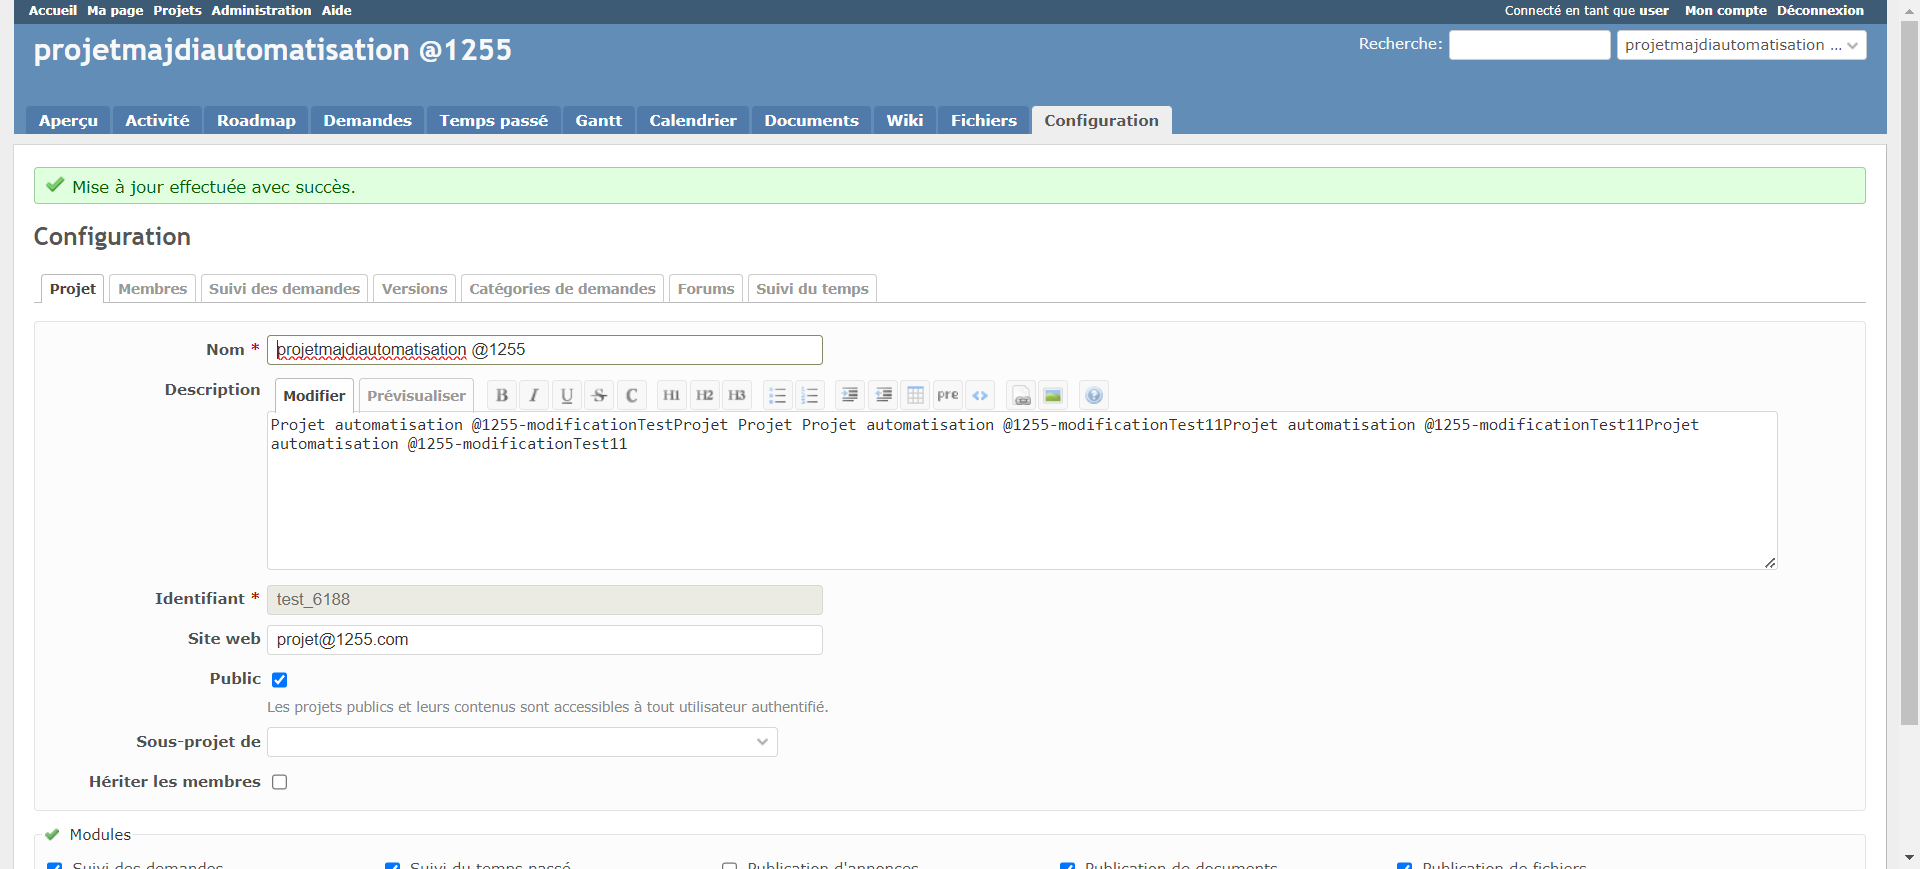 Accueil Ma page Projets Administration Aide
Connecté en tant que user Mon compte Déconnexion
projetmajdiautomatisation @1255
Recherche: projetmajdiautomatisation ...
Aperçu Activité Roadmap Demandes Temps passé Gantt Calendrier Documents Wiki Fichiers Configuration
Mise à jour effectuée avec succès.
Configuration
Projet Membres Suivi des demandes Versions Catégories de demandes Forums Suivi du temps
Nom * projetmajdiautomatisation @1255
Description Modifier Prévisualiser B I U S C H1 H2 H3 pre
Projet automatisation @1255-modificationTestProjet Projet Projet automatisation @1255-modificationTest11Projet automatisation @1255-modificationTest11Projet
automatisation @1255-modificationTest11
Identifiant * test_6188
Site web projet@1255.com
Public
Les projets publics et leurs contenus sont accessibles à tout utilisateur authentifié.
Sous-projet de
Hériter les membres
Modules
Suivi des demandes Suivi du temps passé Publication d'annonces Publication de documents Publication de fichiers